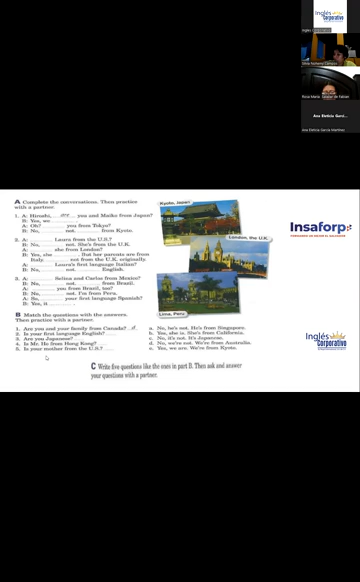 Inglés
Corporativo
Ana Eleticia Garci...
Ana Eleticia Garcia Martinez
A Complete the conversations. Then practice
with a partner.
1. A: Hiroshi, are you and Maiko from Japan?
B: Yes, we
A: Oh? you from Tokyo?
B: No, not. from Kyoto.
2. A: Laura from the U.S.?
B: No, not. She's from the U.K.
A: she from London?
B: Yes, she . But her parents are from
Italy. not from the U.K. originally.
A: Laura's first language Italian?
B: No, not. English.
3. A: Selina and Carlos from Mexico?
B: No, not. from Brazil.
A: you from Brazil, too?
B: No, not. I'm from Peru.
A: So, your first language Spanish?
B: Yes, it
Kyoto, Japan
London, the U.K.
Lima, Peru
B Match the questions with the answers.
Then practice with a partner.
1. Are you and your family from Canada? d
2. Is your first language English?
3. Are you Japanese?
4. Is Mr. Ho from Hong Kong?
5. Is your mother from the U.S.?
a. No, he's not. He's from Singapore.
b. Yes, she is. She's from California.
c. No, it's not. It's Japanese.
d. No, we're not. We're from Australia.
e. Yes, we are. We're from Kyoto.
C Write five questions like the ones in part B. Then ask and answer
your questions with a partner.
Insaforp
Inglés
Corporativo